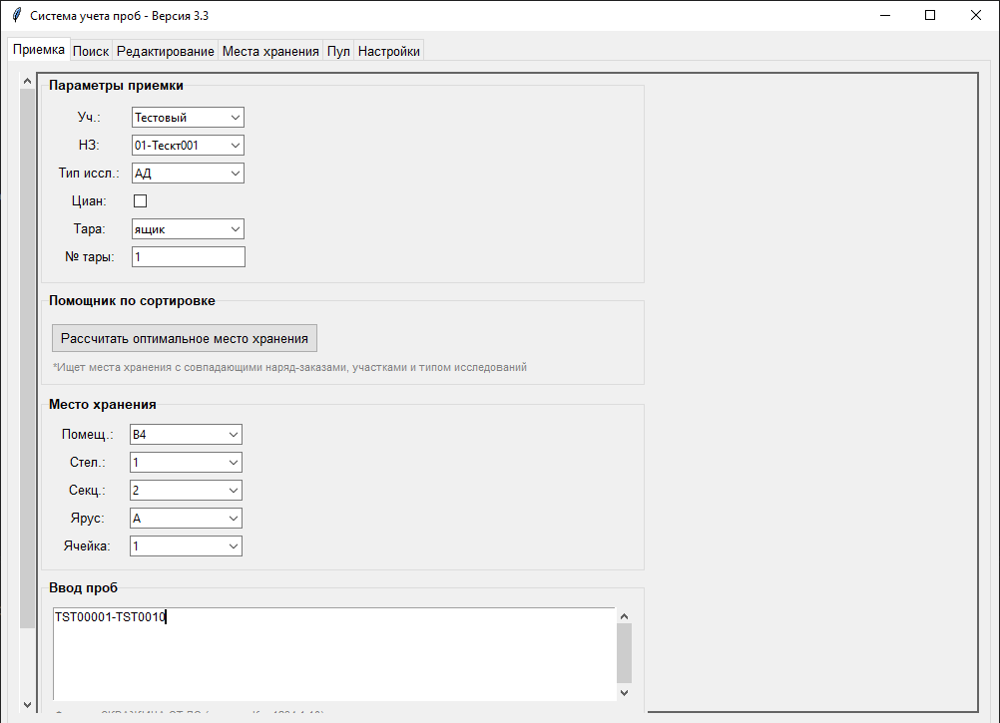 Система учета проб - Версия 3.3
Приемка Поиск Редактирование Места хранения Пул Настройки
Параметры приемки
Уч.: Тестовый
НЗ: 01-Тескт001
Тип иссл.: АД
Циан:
Тара: ящик
№ тары: 1
Помощник по сортировке
Рассчитать оптимальное место хранения
*Ищет места хранения с совпадающими наряд-заказами, участками и типом исследований
Место хранения
Помещ.: В4
Стел.: 1
Секц.: 2
Ярус: А
Ячейка: 1
Ввод проб
TST00001-TST0010